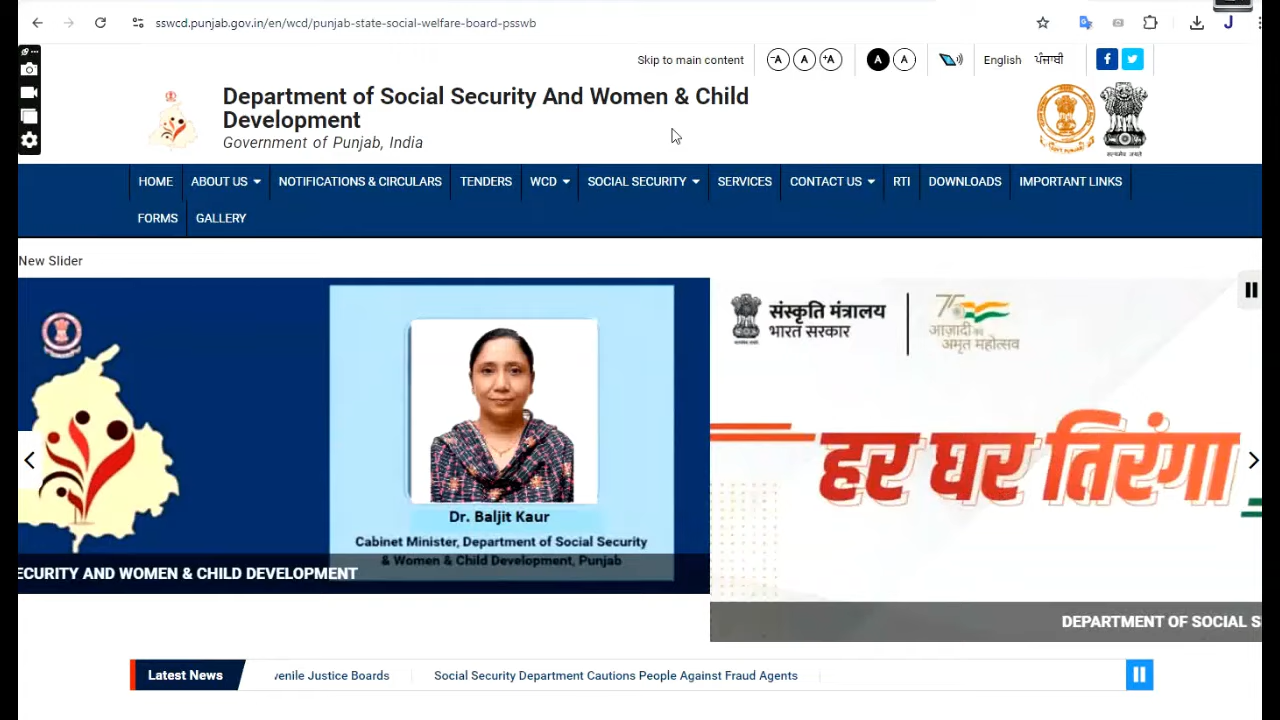 sswcd.punjab.gov.in/en/wcd/punjab-state-social-welfare-board-psswb
J
Skip to main content
-A A +A A A English ਪੰਜਾਬੀ
Department of Social Security And Women & Child
Development
Government of Punjab, India
सत्यमेव जयते
HOME ABOUT US NOTIFICATIONS & CIRCULARS TENDERS WCD SOCIAL SECURITY SERVICES CONTACT US RTI DOWNLOADS IMPORTANT LINKS
FORMS GALLERY
New Slider
संस्कृति मंत्रालय
भारत सरकार
75
आज़ादी का
अमृत महोत्सव
हर घर तिरंगा
Dr. Baljit Kaur
Cabinet Minister, Department of Social Security
& Women & Child Development, Punjab
ECURITY AND WOMEN & CHILD DEVELOPMENT
DEPARTMENT OF SOCIAL S
Latest News venile Justice Boards Social Security Department Cautions People Against Fraud Agents